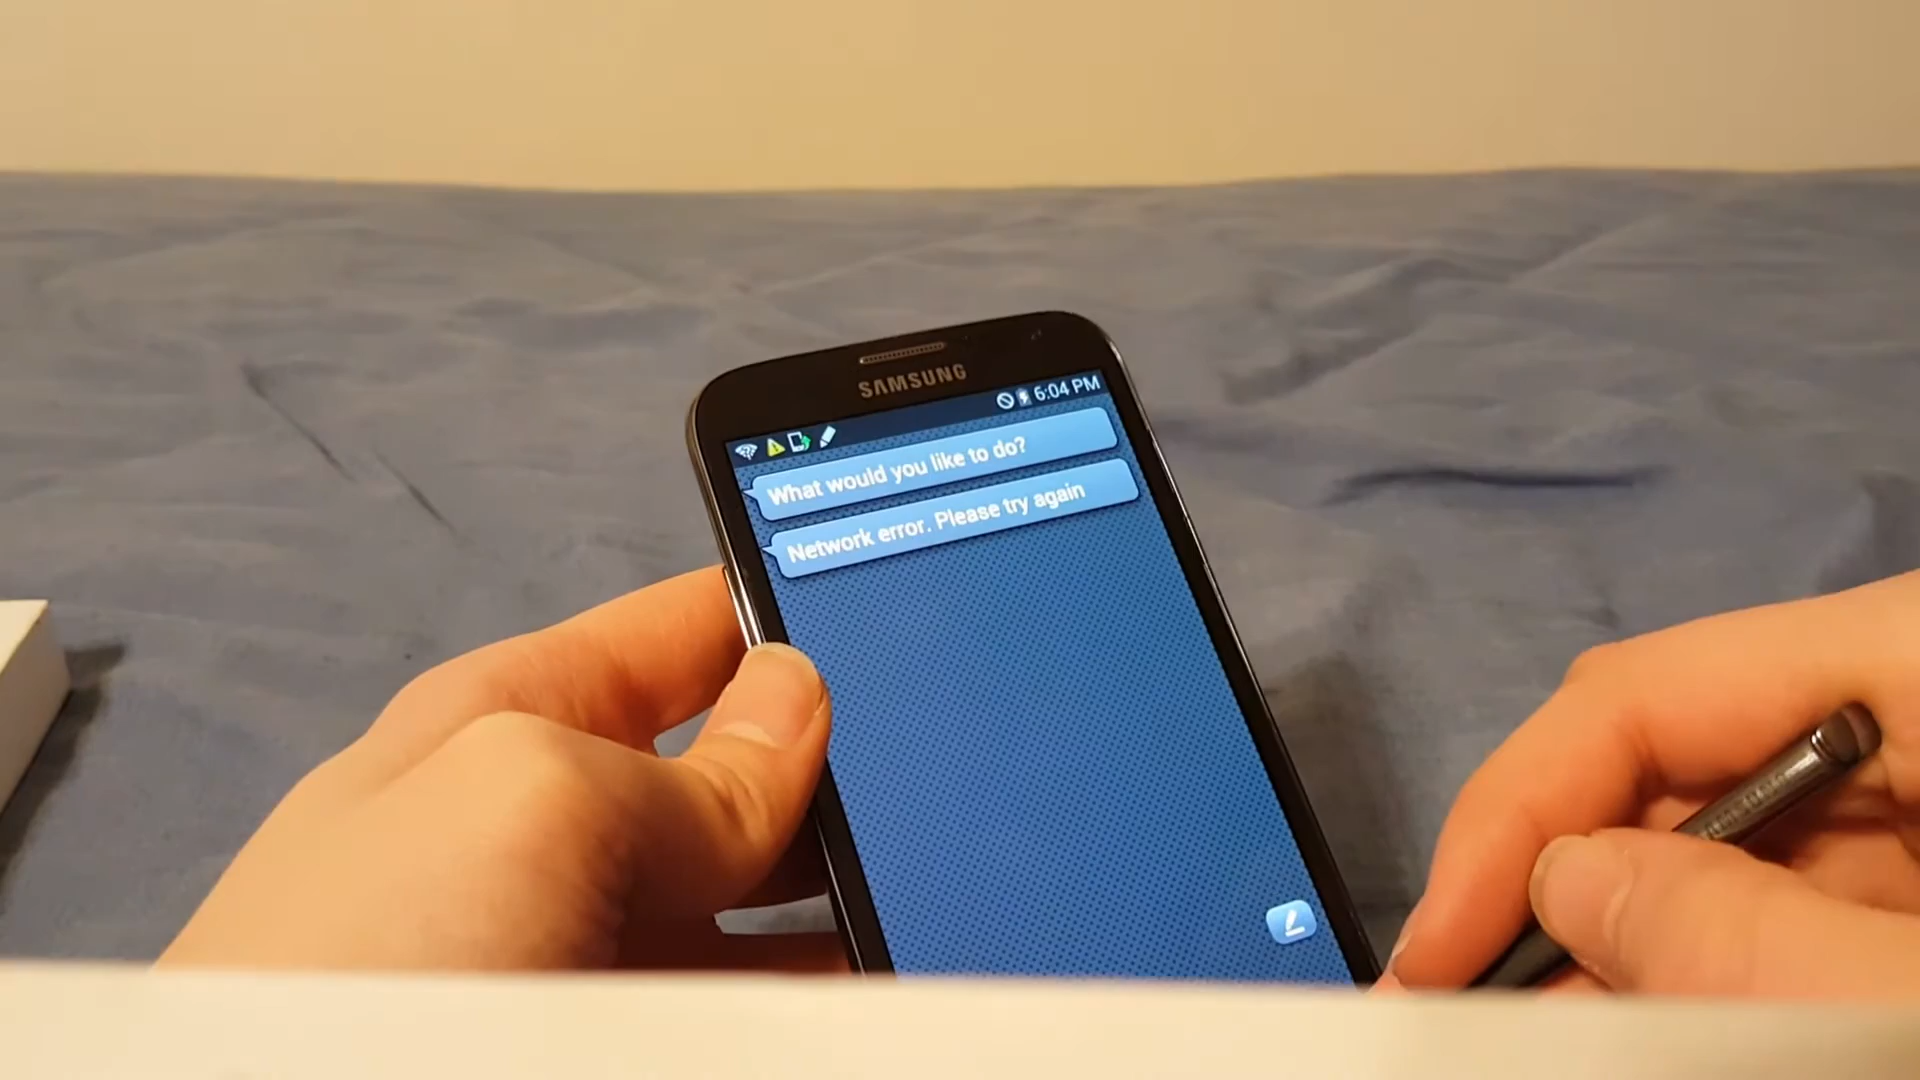 SAMSUNG
6:04 PM
What would you like to do?
Network error. Please try again